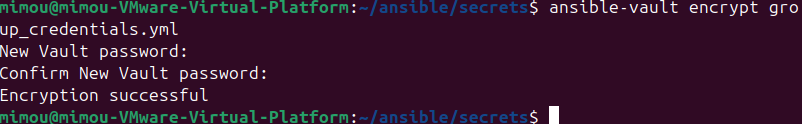 mimou@mimou-VMware-Virtual-Platform:~/ansible/secrets$ ansible-vault encrypt gro
up_credentials.yml
New Vault password:
Confirm New Vault password:
Encryption successful
mimou@mimou-VMware-Virtual-Platform:~/ansible/secrets$